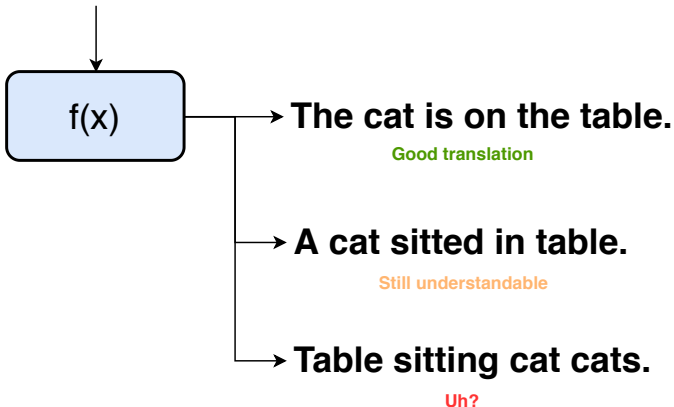 f(x)
The cat is on the table.
Good translation
A cat sitted in table.
Still understandable
Table sitting cat cats.
Uh?